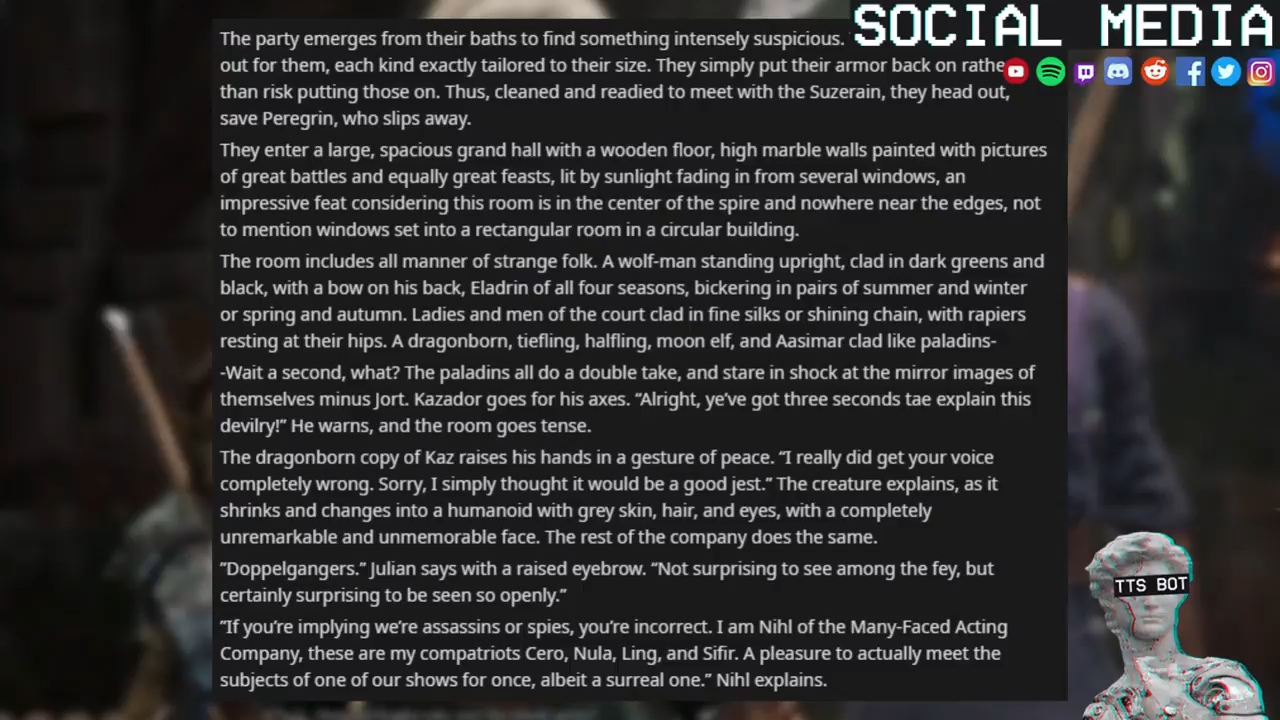 SOCIAL MEDIA
The party emerges from their baths to find something intensely suspicious.
out for them, each kind exactly tailored to their size. They simply put their armor back on rathe
than risk putting those on. Thus, cleaned and readied to meet with the Suzerain, they head out,
save Peregrin, who slips away.
They enter a large, spacious grand hall with a wooden floor, high marble walls painted with pictures
of great battles and equally great feasts, lit by sunlight fading in from several windows, an
impressive feat considering this room is in the center of the spire and nowhere near the edges, not
to mention windows set into a rectangular room in a circular building.
The room includes all manner of strange folk. A wolf-man standing upright, clad in dark greens and
black, with a bow on his back, Eladrin of all four seasons, bickering in pairs of summer and winter
or spring and autumn. Ladies and men of the court clad in fine silks or shining chain, with rapiers
resting at their hips. A dragonborn, tiefling, halfling, moon elf, and Aasimar clad like paladins-
-Wait a second, what? The paladins all do a double take, and stare in shock at the mirror images of
themselves minus Jort. Kazador goes for his axes. “Alright, ye’ve got three seconds tae explain this
devilry!” He warns, and the room goes tense.
The dragonborn copy of Kaz raises his hands in a gesture of peace. “I really did get your voice
completely wrong. Sorry, I simply thought it would be a good jest.” The creature explains, as it
shrinks and changes into a humanoid with grey skin, hair, and eyes, with a completely
unremarkable and unmemorable face. The rest of the company does the same.
”Doppelgangers.” Julian says with a raised eyebrow. “Not surprising to see among the fey, but
certainly surprising to be seen so openly.”
“If you’re implying we’re assassins or spies, you’re incorrect. I am Nihl of the Many-Faced Acting
Company, these are my compatriots Cero, Nula, Ling, and Sifir. A pleasure to actually meet the
subjects of one of our shows for once, albeit a surreal one.” Nihl explains.
TTS BOT